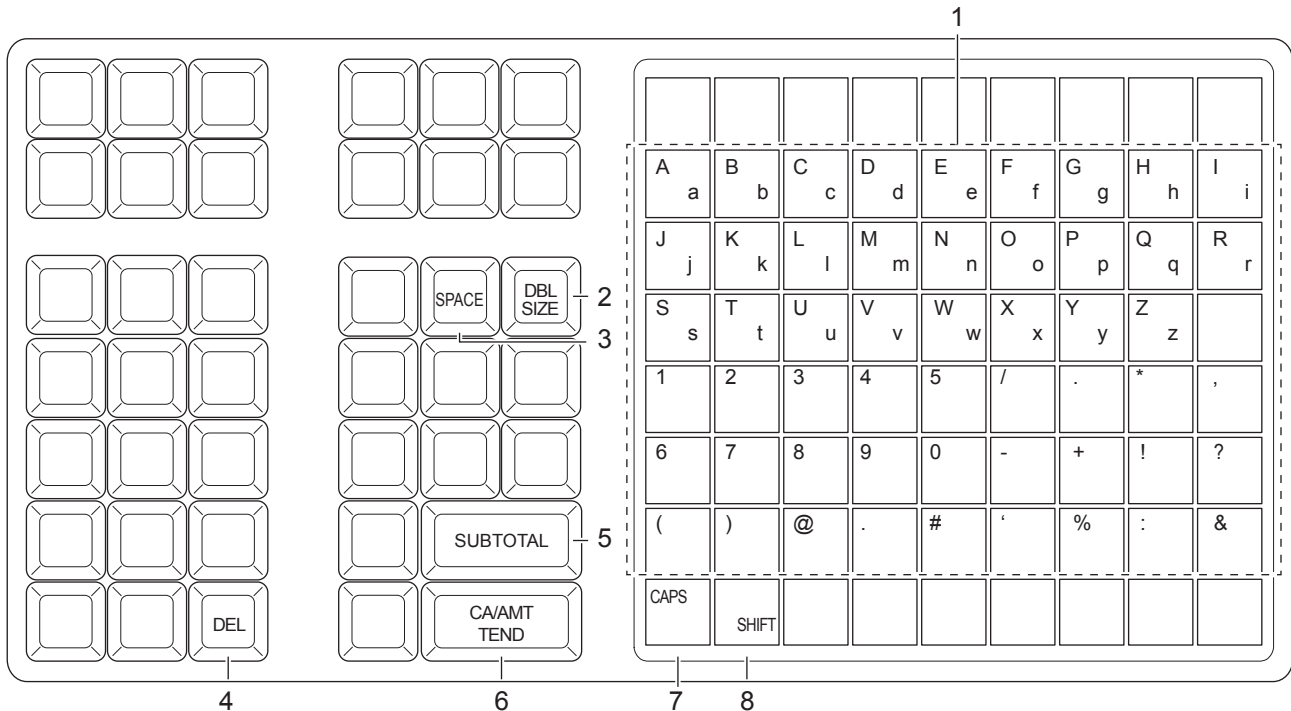 1
A a B b C c D d E e F f G g H h I i
J j K k L l M m N n O o P p Q q R r
SPACE DBL SIZE 2
3
S s T t U u V v W w X x Y y Z z
1 2 3 4 5 / . * ,
6 7 8 9 0 - + ! ?
SUBTOTAL 5
( ) @ . # ‘ % : &
DEL
CA/AMT
TEND
CAPS
SHIFT
4 6 7 8